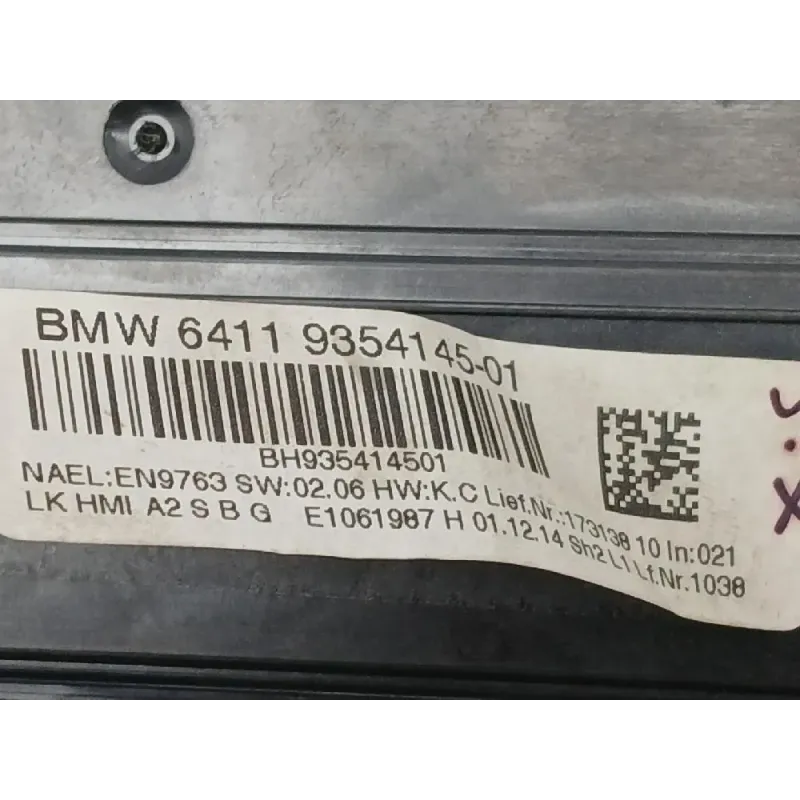 BMW 6411 9354145-01
BH935414501
NAEL:EN9763 SW:02.06 HW:K.C Lief.Nr.:173138 10 In:021
LK HMI A2 S B G E1061987 H 01.12.14 Sh2 L1 Lf.Nr.1038